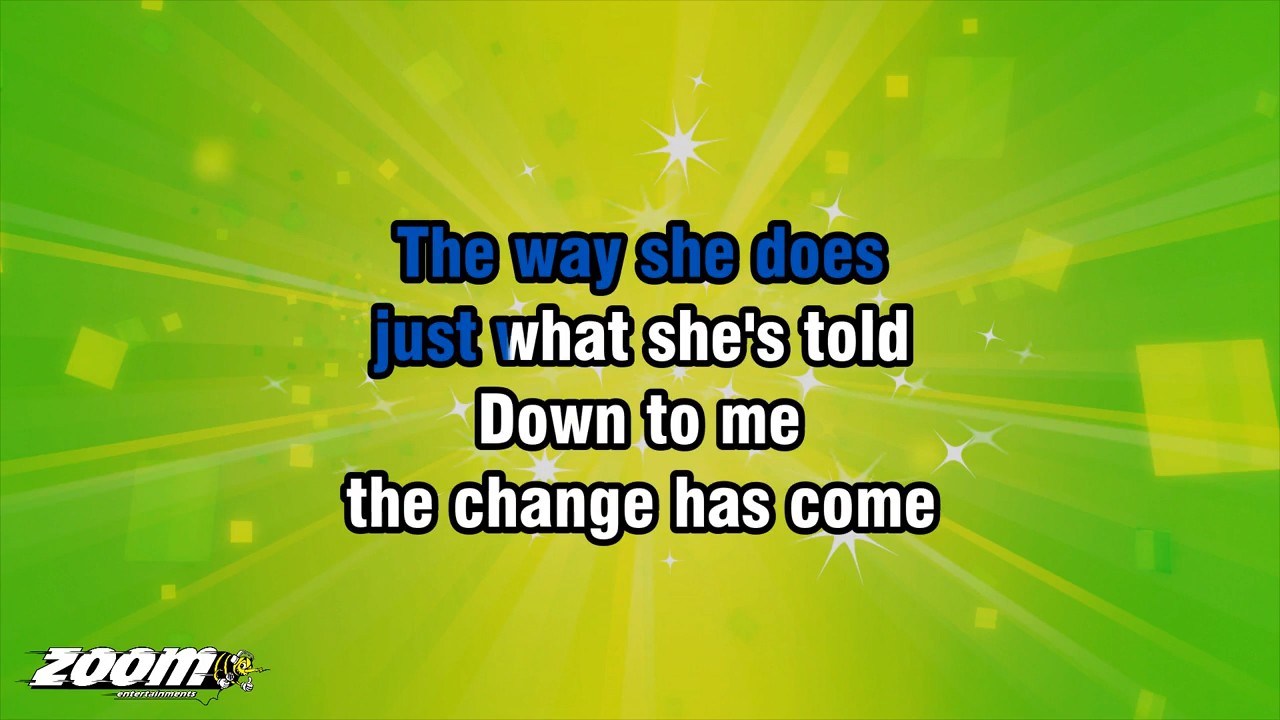 The way she does
just what she's told
Down to me
the change has come
zoom
entertainments